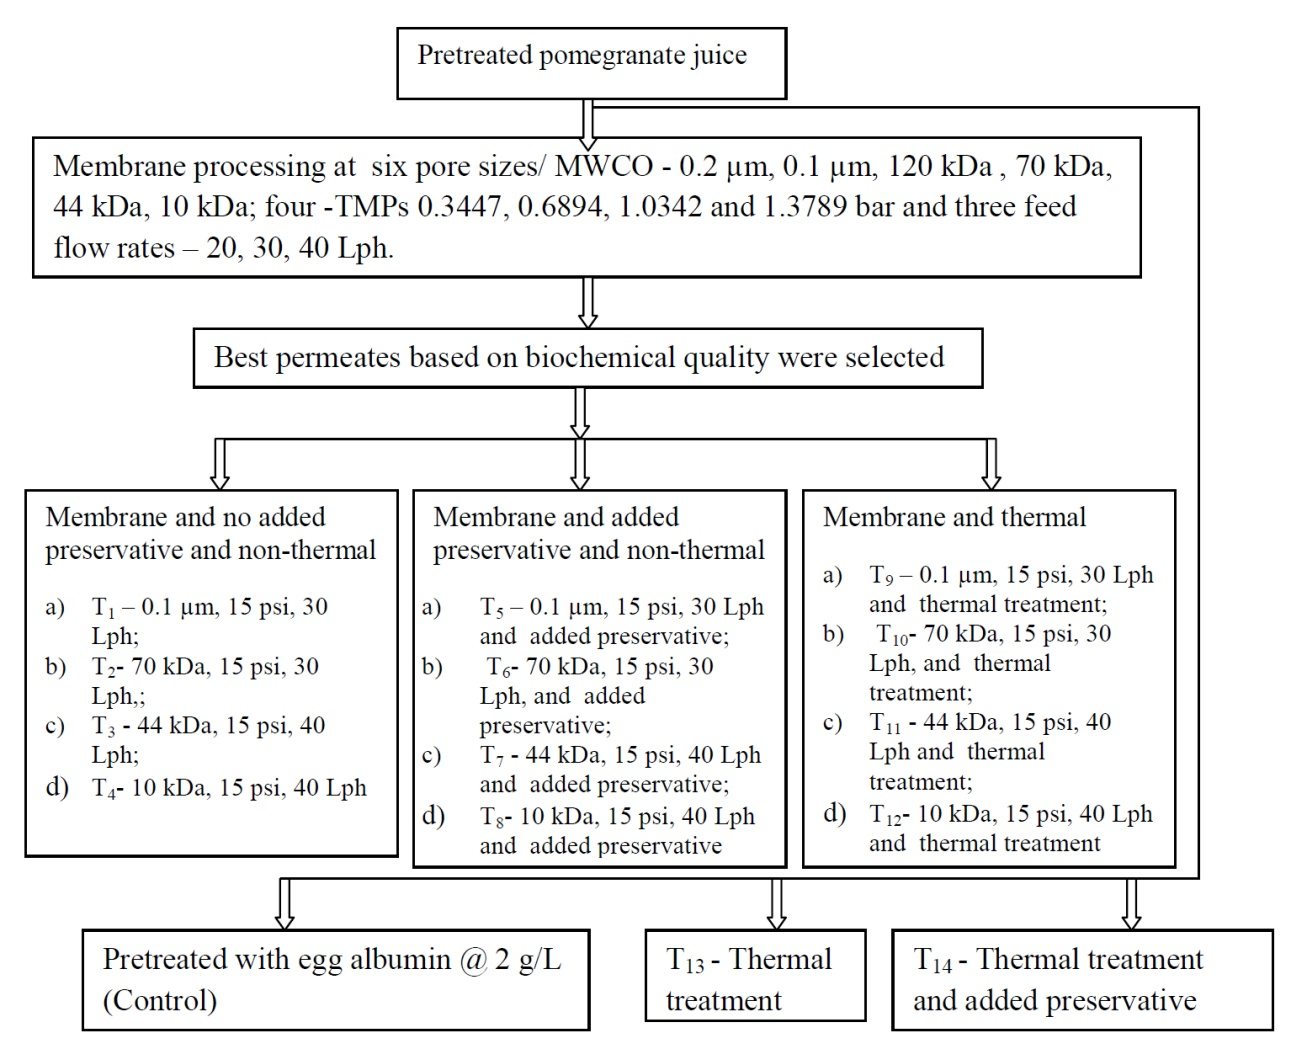 Pretreated pomegranate juice
Membrane processing at six pore sizes/ MWCO - 0.2 µm, 0.1 µm, 120 kDa , 70 kDa,
44 kDa, 10 kDa; four -TMPs 0.3447, 0.6894, 1.0342 and 1.3789 bar and three feed
flow rates – 20, 30, 40 Lph.
Best permeates based on biochemical quality were selected
Membrane and no added
preservative and non-thermal
a) T1 – 0.1 µm, 15 psi, 30
Lph;
b) T2- 70 kDa, 15 psi, 30
Lph,;
c) T3 - 44 kDa, 15 psi, 40
Lph;
d) T4- 10 kDa, 15 psi, 40 Lph
Membrane and added
preservative and non-thermal
a) T5 – 0.1 µm, 15 psi, 30 Lph
and added preservative;
b) T6- 70 kDa, 15 psi, 30
Lph, and added
preservative;
c) T7 - 44 kDa, 15 psi, 40 Lph
and added preservative;
d) T8- 10 kDa, 15 psi, 40 Lph
and added preservative
Membrane and thermal
a) T9 – 0.1 µm, 15 psi, 30 Lph
and thermal treatment;
b) T10- 70 kDa, 15 psi, 30
Lph, and thermal
treatment;
c) T11 - 44 kDa, 15 psi, 40
Lph and thermal
treatment;
d) T12- 10 kDa, 15 psi, 40 Lph
and thermal treatment
Pretreated with egg albumin @ 2 g/L
(Control)
T13 - Thermal
treatment
T14 - Thermal treatment
and added preservative